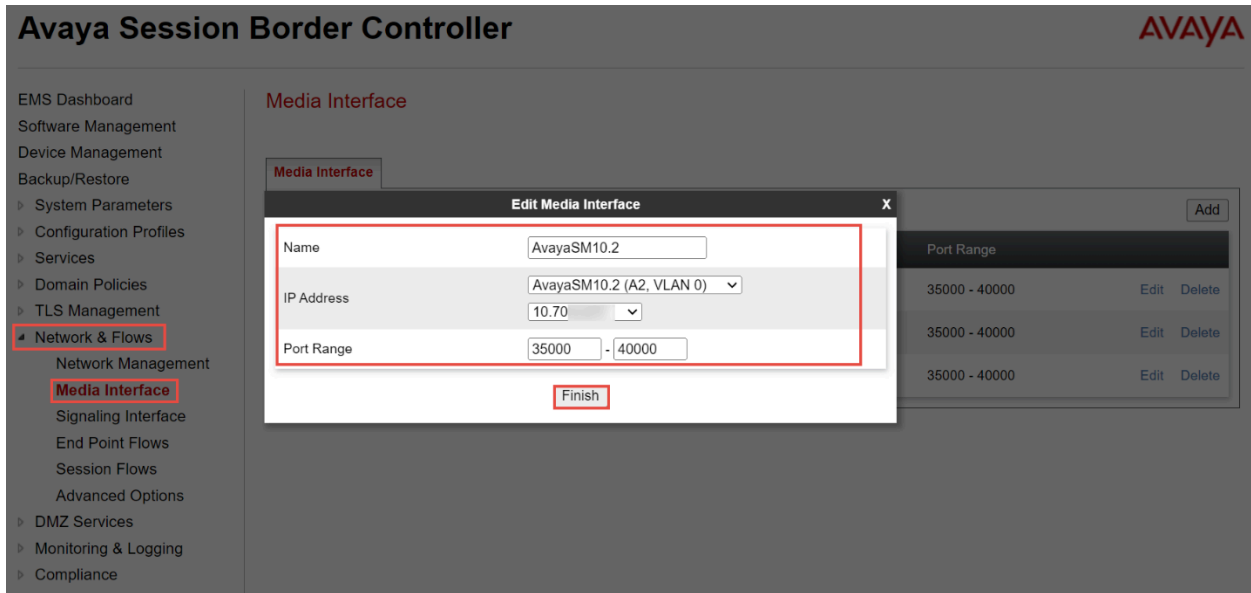 Avaya Session Border Controller
AVAYA
EMS Dashboard
Software Management
Device Management
Backup/Restore
System Parameters
Configuration Profiles
Services
Domain Policies
TLS Management
Network & Flows
Network Management
Media Interface
Signaling Interface
End Point Flows
Session Flows
Advanced Options
DMZ Services
Monitoring & Logging
Compliance
Media Interface
Media Interface
Add
Port Range
35000 - 40000 Edit Delete
35000 - 40000 Edit Delete
35000 - 40000 Edit Delete
Edit Media Interface X
Name AvayaSM10.2
IP Address AvayaSM10.2 (A2, VLAN 0)
10.70
Port Range 35000 - 40000
Finish